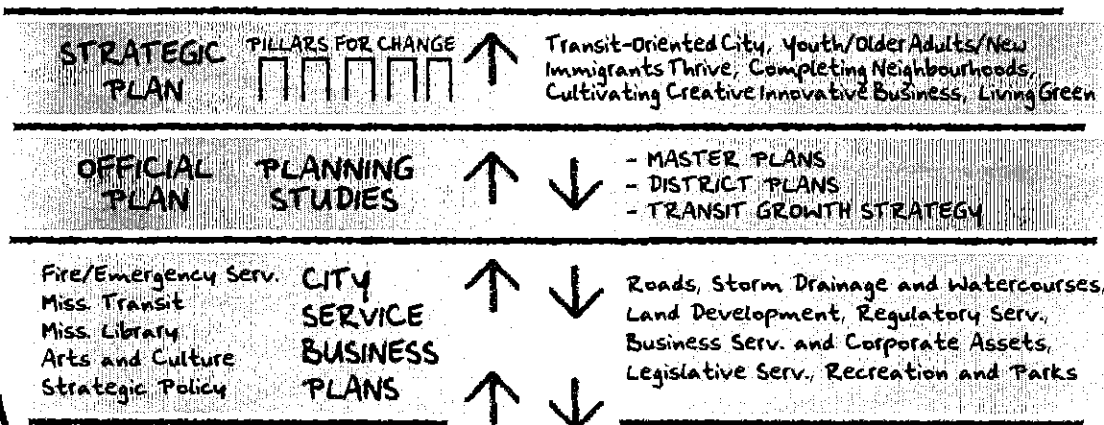 STRATEGIC PLAN
PILLARS FOR CHANGE
Transit-Oriented City, Youth/Older Adults/New
Immigrants Thrive, Completing Neighbourhoods,
Cultivating Creative Innovative Business, Living Green
OFFICIAL PLAN
PLANNING STUDIES
- MASTER PLANS
- DISTRICT PLANS
- TRANSIT GROWTH STRATEGY
Fire/Emergency Serv.
Miss. Transit
Miss. Library
Arts and Culture
Strategic Policy
CITY
SERVICE
BUSINESS
PLANS
Roads, Storm Drainage and Watercourses,
Land Development, Regulatory Serv.,
Business Serv. and Corporate Assets,
Legislative Serv., Recreation and Parks